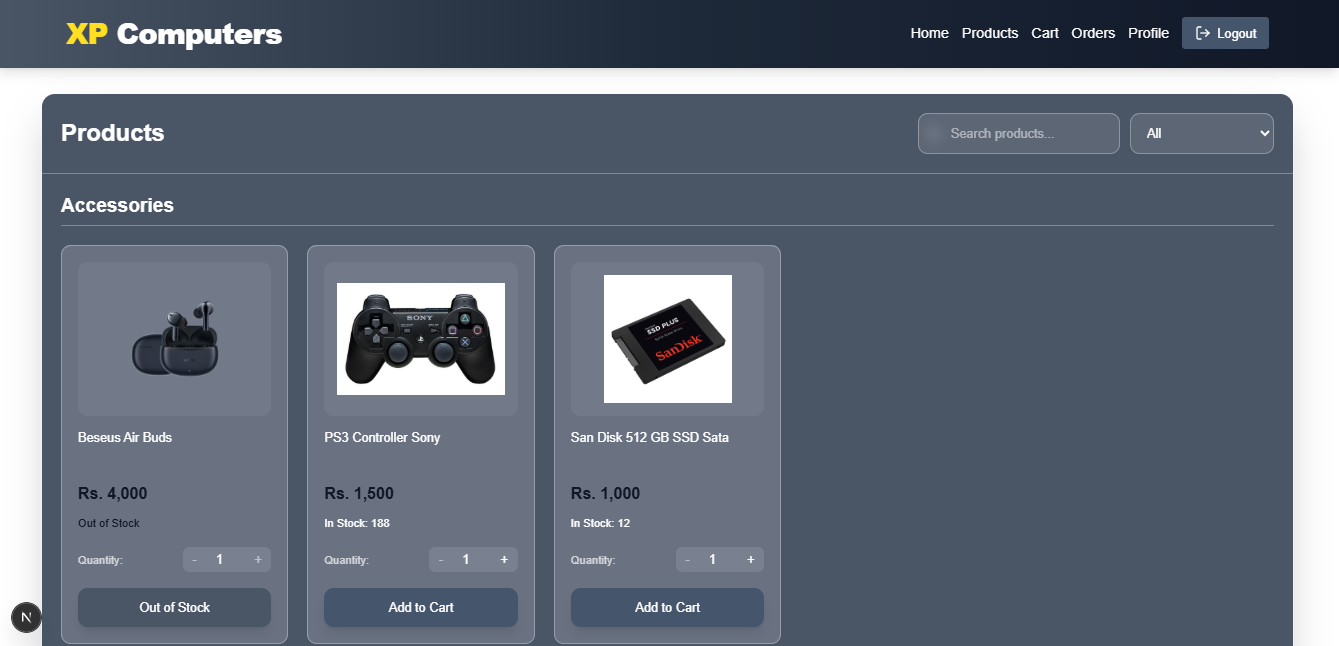 XP Computers
Home Products Cart Orders Profile Logout
Products
Search products...
All
Accessories
SONY
SSD PLUS
SanDisk
Beseus Air Buds
PS3 Controller Sony
San Disk 512 GB SSD Sata
Rs. 4,000
Rs. 1,500
Rs. 1,000
Out of Stock
In Stock: 188
In Stock: 12
Quantity: - 1 +
Quantity: - 1 +
Quantity: - 1 +
Out of Stock
Add to Cart
Add to Cart
N